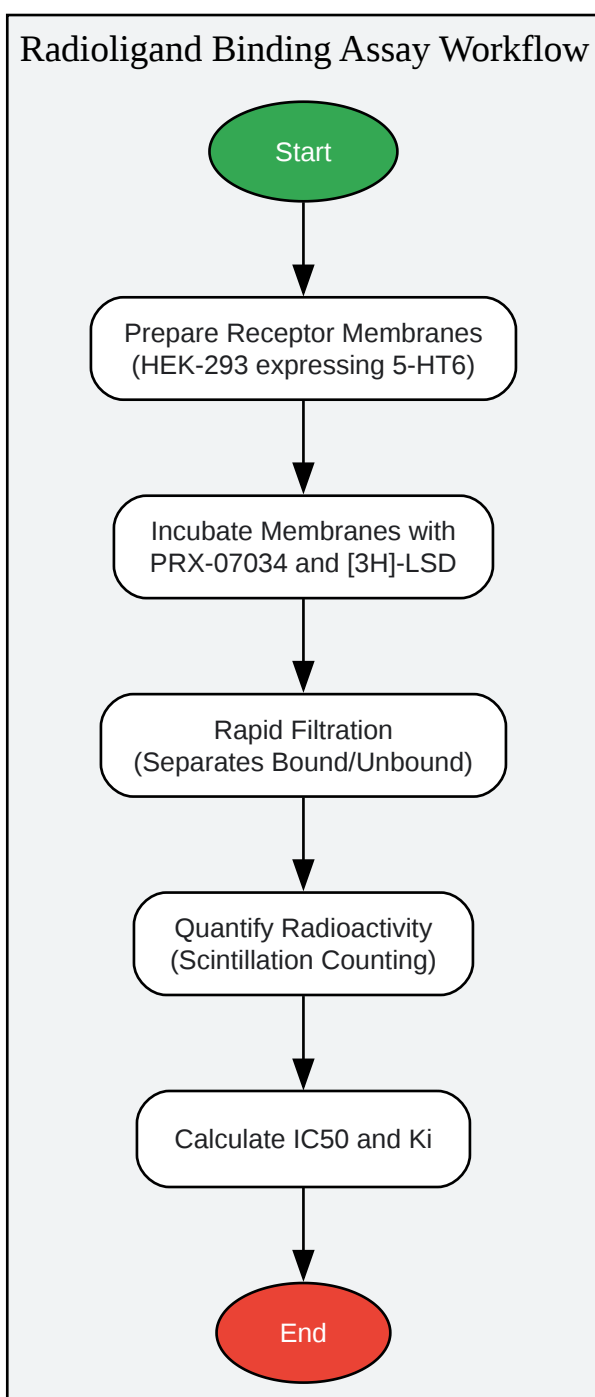 Radioligand Binding Assay Workflow
Start
Prepare Receptor Membranes
(HEK-293 expressing 5-HT6)
Incubate Membranes with
PRX-07034 and [3H]-LSD
Rapid Filtration
(Separates Bound/Unbound)
Quantify Radioactivity
(Scintillation Counting)
Calculate IC50 and Ki
End